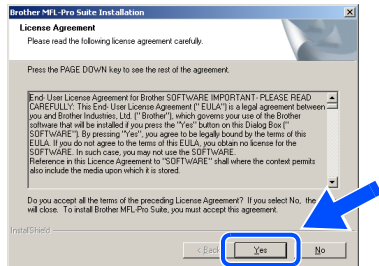 Brother MFL-Pro Suite Installation
License Agreement
Please read the following license agreement carefully.
Press the PAGE DOWN key to see the rest of the agreement.
End- User License Agreement for Brother SOFTWARE IMPORTANT- PLEASE READ
CAREFULLY: This End- User License Agreement (" EULA") is a legal agreement between
you and Brother Industries, Ltd. (" Brother"), which governs your use of the Brother
software that will be installed if you press the "Yes" button on this Dialog Box ("
SOFTWARE"). By pressing "Yes", you agree to be legally bound by the terms of this
EULA. If you do not agree to the terms of this EULA, you obtain no license for the
SOFTWARE. In such case, you may not use the SOFTWARE.
Reference in this Licence Agreement to "SOFTWARE" shall where the context permits
also include the media upon which it is stored.
Do you accept all the terms of the preceding License Agreement? If you select No, the
will close. To install Brother MFL-Pro Suite, you must accept this agreement.
InstallShield
< Back
Yes
No